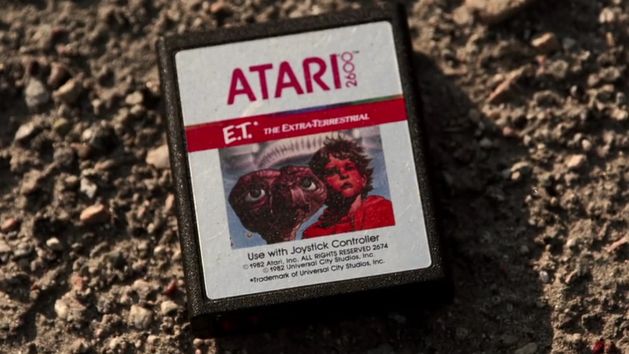 ATARI 2600
E.T.* THE EXTRA-TERRESTRIAL
Use with Joystick Controller
©1982 Atari, Inc. ALL RIGHTS RESERVED 2674
©1982 Universal City Studios, Inc.
*Trademark of Universal City Studios, Inc.